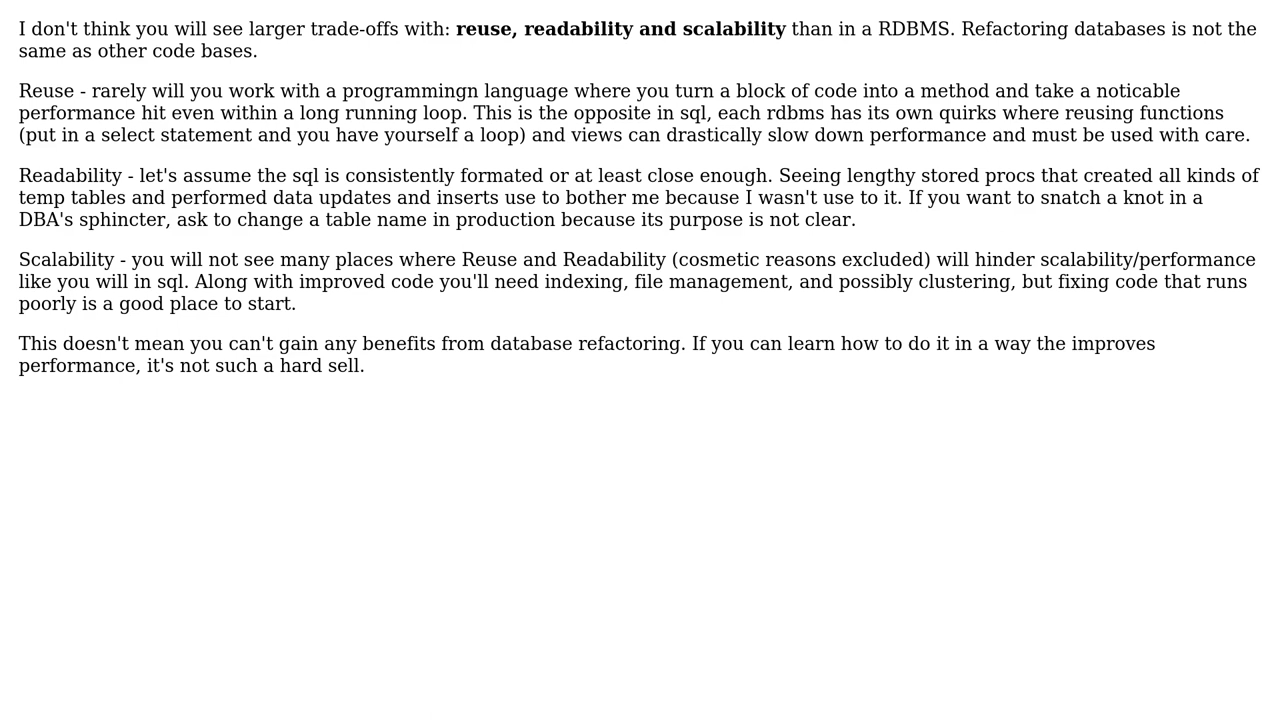 I don't think you will see larger trade-offs with: reuse, readability and scalability than in a RDBMS. Refactoring databases is not the
same as other code bases.
Reuse - rarely will you work with a programmingn language where you turn a block of code into a method and take a noticable
performance hit even within a long running loop. This is the opposite in sql, each rdbms has its own quirks where reusing functions
(put in a select statement and you have yourself a loop) and views can drastically slow down performance and must be used with care.
Readability - let's assume the sql is consistently formated or at least close enough. Seeing lengthy stored procs that created all kinds of
temp tables and performed data updates and inserts use to bother me because I wasn't use to it. If you want to snatch a knot in a
DBA's sphincter, ask to change a table name in production because its purpose is not clear.
Scalability - you will not see many places where Reuse and Readability (cosmetic reasons excluded) will hinder scalability/performance
like you will in sql. Along with improved code you'll need indexing, file management, and possibly clustering, but fixing code that runs
poorly is a good place to start.
This doesn't mean you can't gain any benefits from database refactoring. If you can learn how to do it in a way the improves
performance, it's not such a hard sell.